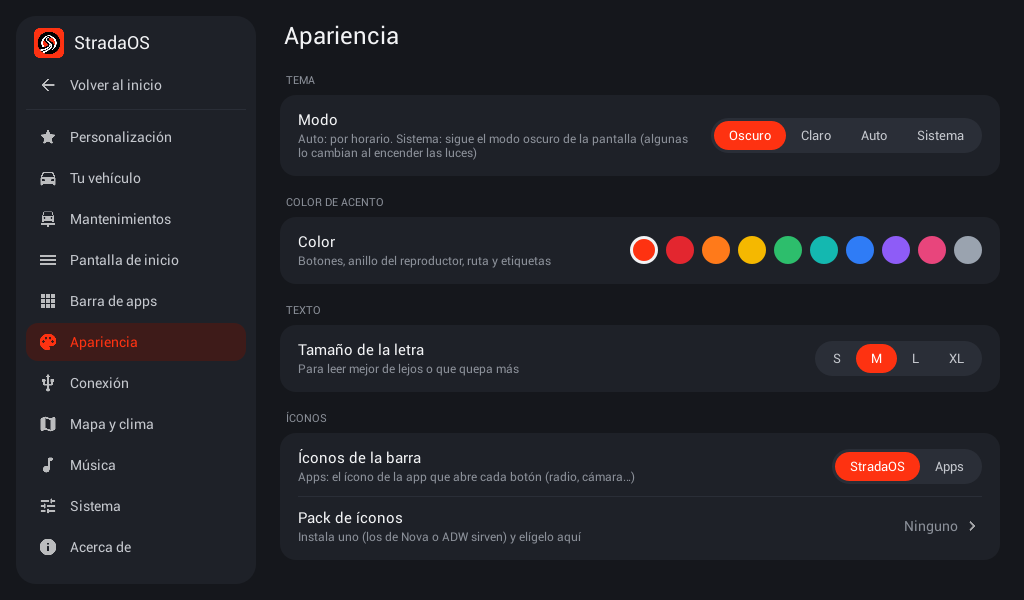 StradaOS
Volver al inicio
Personalización
Tu vehículo
Mantenimientos
Pantalla de inicio
Barra de apps
Apariencia
Conexión
Mapa y clima
Música
Sistema
Acerca de
Apariencia
TEMA
Modo
Auto: por horario. Sistema: sigue el modo oscuro de la pantalla (algunas
lo cambian al encender las luces)
Oscuro Claro Auto Sistema
COLOR DE ACENTO
Color
Botones, anillo del reproductor, ruta y etiquetas
TEXTO
Tamaño de la letra
Para leer mejor de lejos o que quepa más
S M L XL
ÍCONOS
Íconos de la barra
Apps: el ícono de la app que abre cada botón (radio, cámara…)
StradaOS Apps
Pack de íconos
Instala uno (los de Nova o ADW sirven) y elígelo aquí
Ninguno